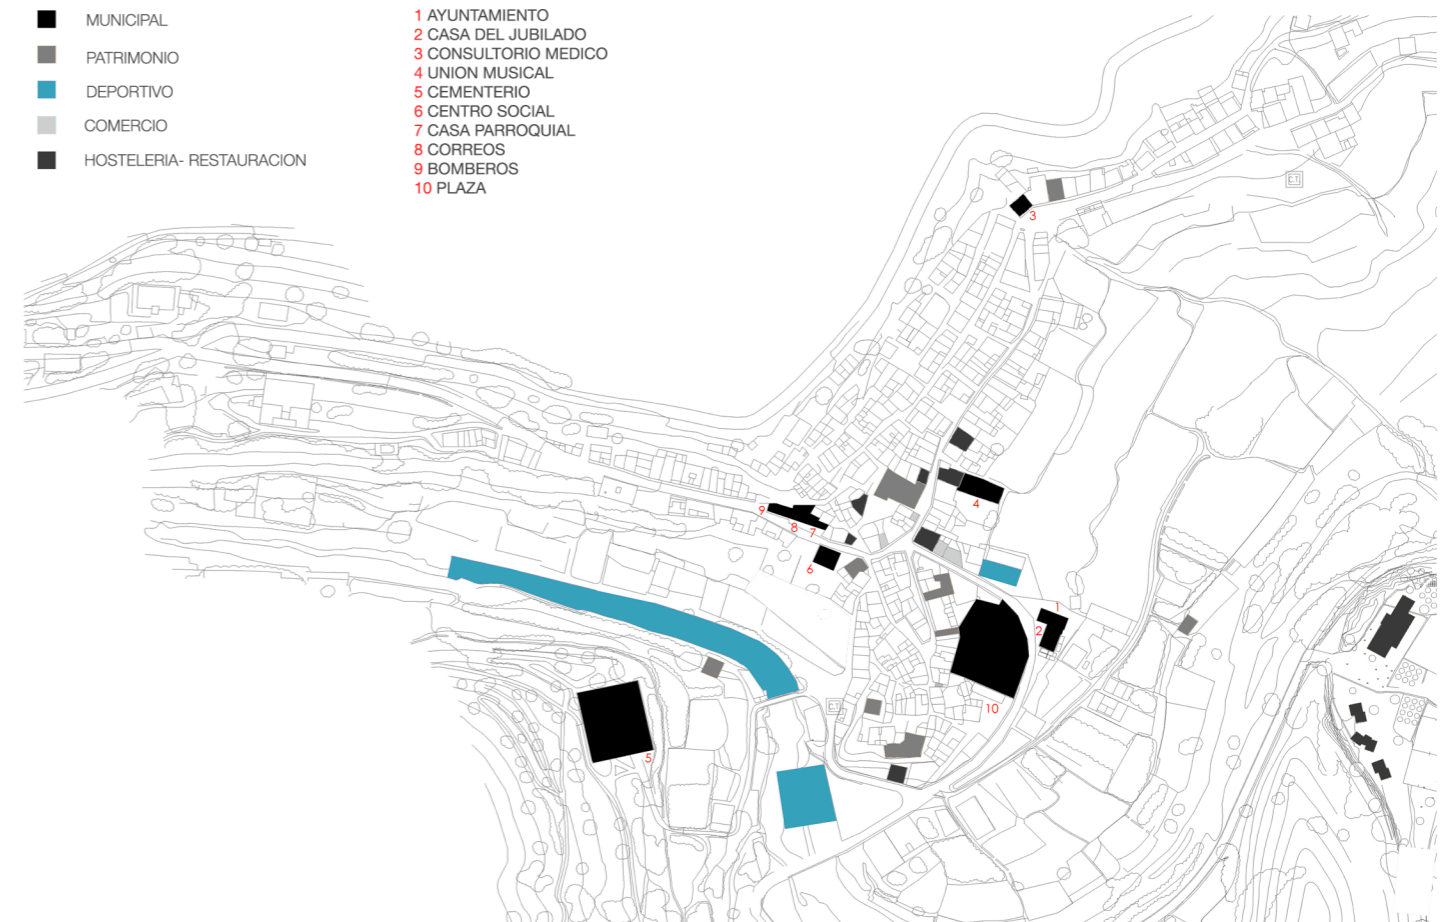 MUNICIPAL
PATRIMONIO
DEPORTIVO
COMERCIO
HOSTELERIA- RESTAURACION
1 AYUNTAMIENTO
2 CASA DEL JUBILADO
3 CONSULTORIO MEDICO
4 UNION MUSICAL
5 CEMENTERIO
6 CENTRO SOCIAL
7 CASA PARROQUIAL
8 CORREOS
9 BOMBEROS
10 PLAZA
C.T.
3
4
9
8
7
6
1
2
10
C.T.
5